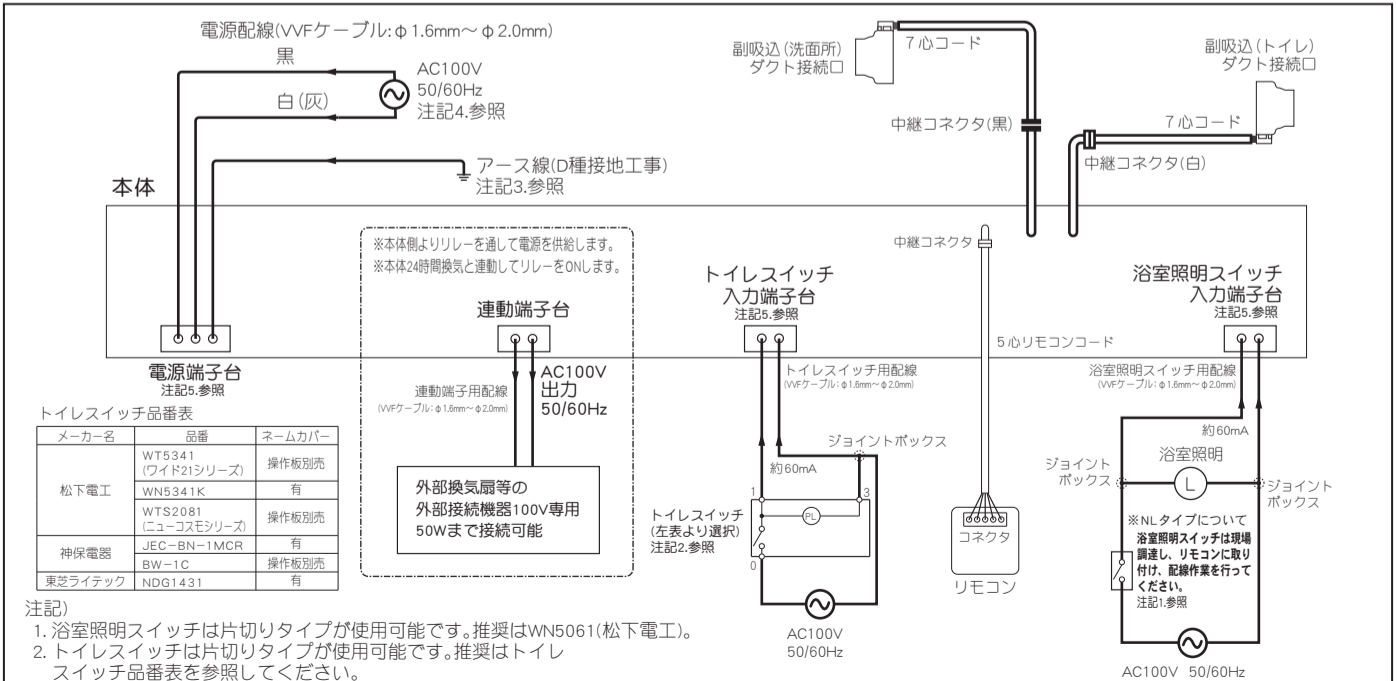 電源配線(VVFケーブル:φ1.6mm～φ2.0mm)
黒
白(灰)
AC100V
50/60Hz
注記4.参照
アース線(D種接地工事)
注記3.参照
副吸込(洗面所)
ダクト接続口
7心コード
中継コネクタ(黒)
副吸込(トイレ)
ダクト接続口
7心コード
中継コネクタ(白)
本体
※本体側よりリレーを通して電源を供給します。
※本体24時間換気と連動してリレーをONします。
連動端子台
トイレスイッチ
入力端子台
注記5.参照
中継コネクタ
浴室照明スイッチ
入力端子台
注記5.参照
電源端子台
注記5.参照
連動端子用配線
(VVFケーブル:φ1.6mm～φ2.0mm)
AC100V
出力
50/60Hz
外部換気扇等の
外部接続機器100V専用
50Wまで接続可能
トイレスイッチ用配線
(VVFケーブル:φ1.6mm～φ2.0mm)
ジョイントボックス
約60mA
1
3
PL
0
トイレスイッチ
(左表より選択)
注記2.参照
AC100V
50/60Hz
5心リモコンコード
コネクタ
リモコン
浴室照明スイッチ用配線
(VVFケーブル:φ1.6mm～φ2.0mm)
約60mA
浴室照明
L
ジョイント
ボックス
ジョイント
ボックス
※NLタイプについて
浴室照明スイッチは現場
調達し、リモコンに取り
付け、配線作業を行って
ください。
注記1.参照
AC100V 50/60Hz
トイレスイッチ品番表
メーカー名 品番 ネームカバー
松下電工 WT5341
(ワイド21シリーズ) 操作板別売
WN5341K 有
WTS2081
(ニューコスモシリーズ) 操作板別売
神保電器 JEC-BN-1MCR 有
BW-1C 操作板別売
東芝ライテック NDG1431 有
注記)
1. 浴室照明スイッチは片切りタイプが使用可能です。推奨はWN5061(松下電工)。
2. トイレスイッチは片切りタイプが使用可能です。推奨はトイレ
スイッチ品番表を参照してください。